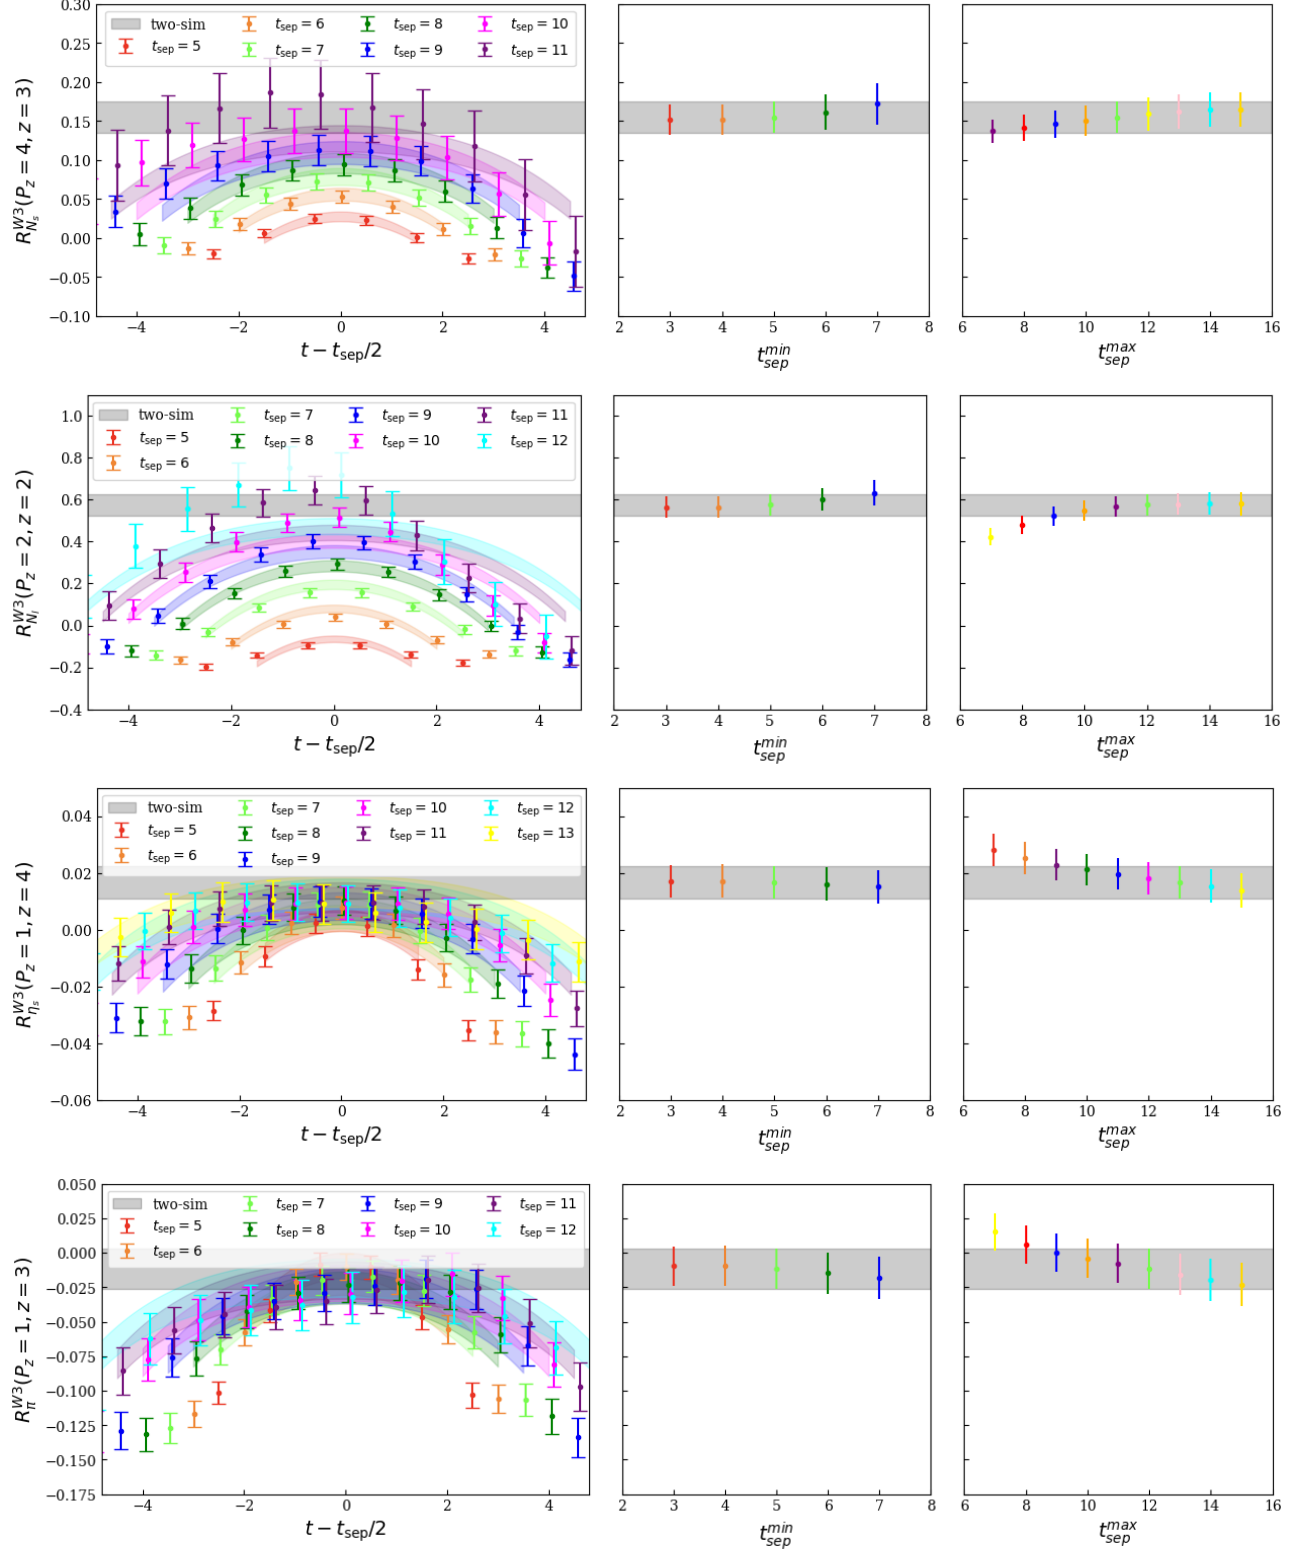 two-sim
t_sep = 5
t_sep = 6
t_sep = 7
t_sep = 8
t_sep = 9
t_sep = 10
t_sep = 11
R_{N_s}^{W3}(P_z = 4, z = 3)
0.30
0.25
0.20
0.15
0.10
0.05
0.00
−0.05
−0.10
−4 −2 0 2 4
t − t_sep/2
2 3 4 5 6 7 8
t_sep^min
6 8 10 12 14 16
t_sep^max
two-sim
t_sep = 5
t_sep = 6
t_sep = 7
t_sep = 8
t_sep = 9
t_sep = 10
t_sep = 11
t_sep = 12
R_{N_l}^{W3}(P_z = 2, z = 2)
1.0
0.8
0.6
0.4
0.2
0.0
−0.2
−0.4
−4 −2 0 2 4
t − t_sep/2
2 3 4 5 6 7 8
t_sep^min
6 8 10 12 14 16
t_sep^max
two-sim
t_sep = 5
t_sep = 6
t_sep = 7
t_sep = 8
t_sep = 9
t_sep = 10
t_sep = 11
t_sep = 12
t_sep = 13
R_{η_s}^{W3}(P_z = 1, z = 4)
0.04
0.02
0.00
−0.02
−0.04
−0.06
−4 −2 0 2 4
t − t_sep/2
2 3 4 5 6 7 8
t_sep^min
6 8 10 12 14 16
t_sep^max
two-sim
t_sep = 5
t_sep = 6
t_sep = 7
t_sep = 8
t_sep = 9
t_sep = 10
t_sep = 11
t_sep = 12
R_π^{W3}(P_z = 1, z = 3)
0.050
0.025
0.000
−0.025
−0.050
−0.075
−0.100
−0.125
−0.150
−0.175
−4 −2 0 2 4
t − t_sep/2
2 3 4 5 6 7 8
t_sep^min
6 8 10 12 14 16
t_sep^max